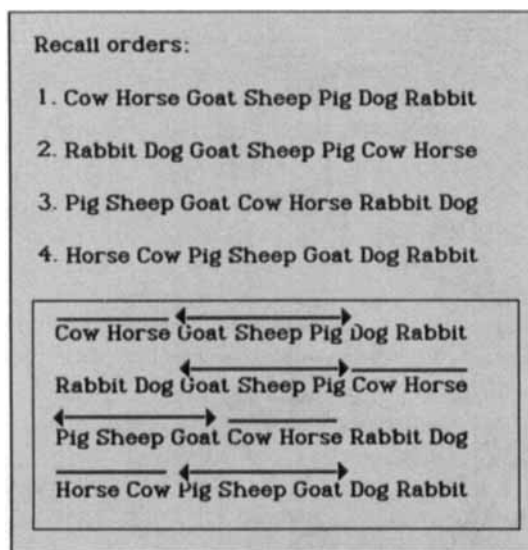 Recall orders:
1. Cow Horse Goat Sheep Pig Dog Rabbit
2. Rabbit Dog Goat Sheep Pig Cow Horse
3. Pig Sheep Goat Cow Horse Rabbit Dog
4. Horse Cow Pig Sheep Goat Dog Rabbit
Cow Horse Goat Sheep Pig Dog Rabbit
Rabbit Dog Goat Sheep Pig Cow Horse
Pig Sheep Goat Cow Horse Rabbit Dog
Horse Cow Pig Sheep Goat Dog Rabbit